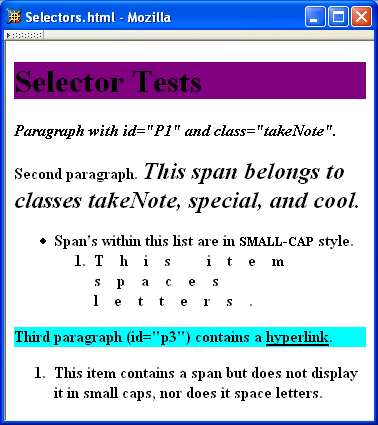 Selectors.html - Mozilla
Selector Tests
Paragraph with id="P1" and class="takeNote".
Second paragraph. This span belongs to
classes takeNote, special, and cool.
• Span's within this list are in SMALL-CAP style.
1. T h i s i t e m
s p a c e s
l e t t e r s .
Third paragraph (id="p3") contains a hyperlink.
1. This item contains a span but does not display
it in small caps, nor does it space letters.